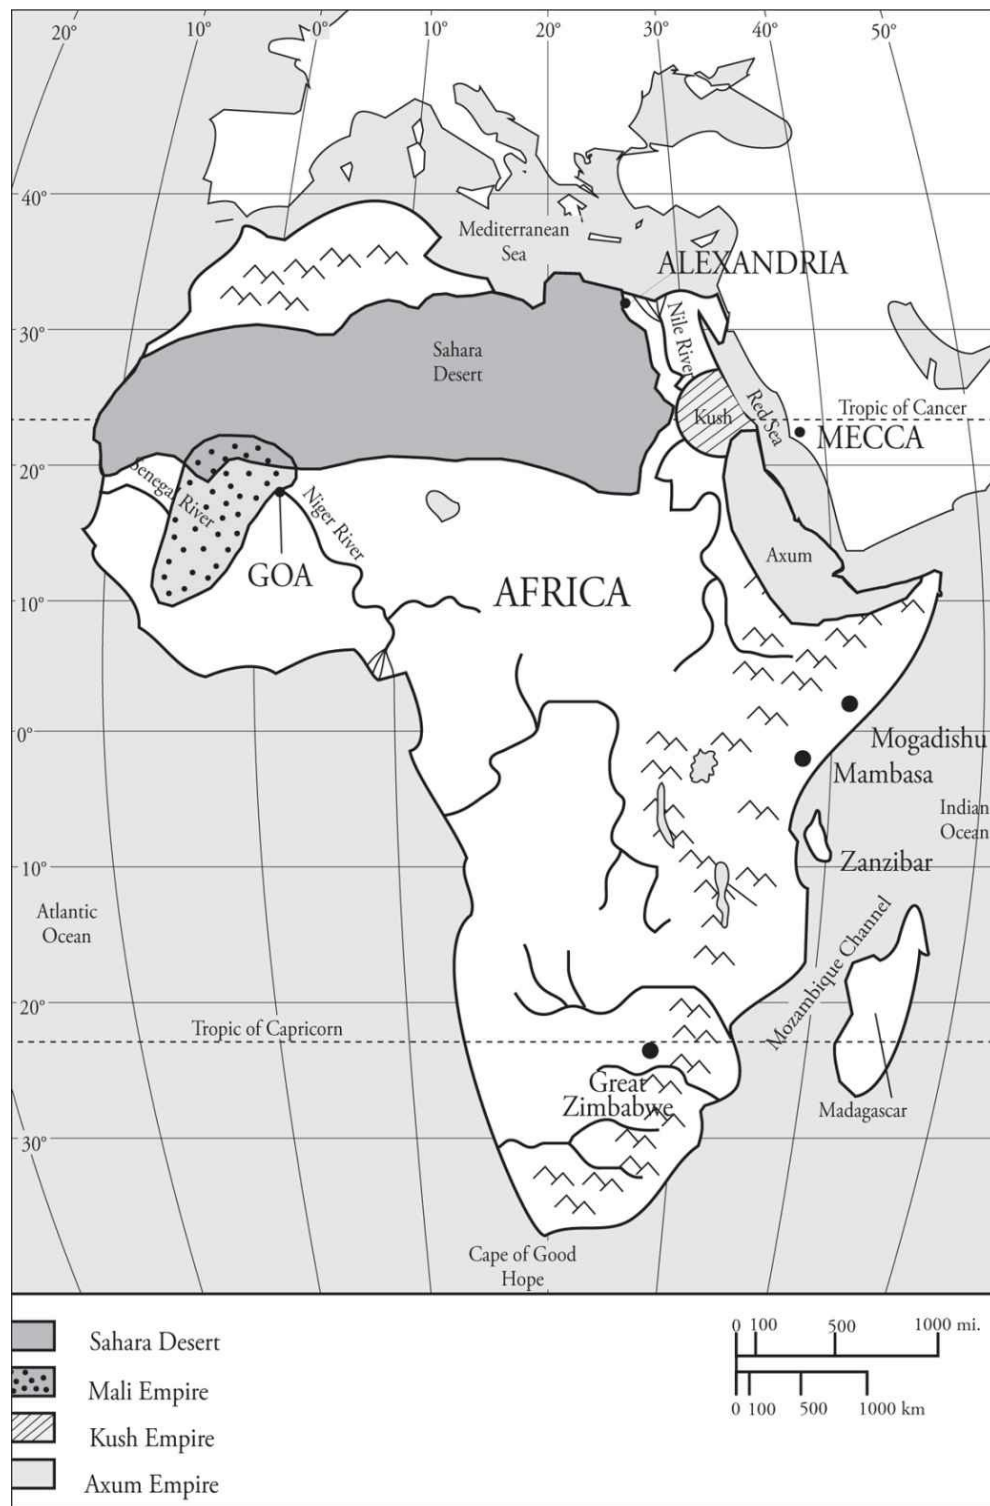 20° 10° 0° 10° 20° 30° 40° 50°
40°
Mediterranean
Sea
ALEXANDRIA
30°
Nile River
Sahara
Desert
Kush
Red Sea
Tropic of Cancer
MECCA
20°
Senegal River
Niger River
GOA
AFRICA
Axum
10°
0°
Mogadishu
Mambasa
Indian
Ocean
Zanzibar
10°
Atlantic
Ocean
Mozambique Channel
20°
Tropic of Capricorn
Great
Zimbabwe
Madagascar
30°
Cape of Good
Hope
Sahara Desert
Mali Empire
Kush Empire
Axum Empire
0 100 500 1000 mi.
0 100 500 1000 km